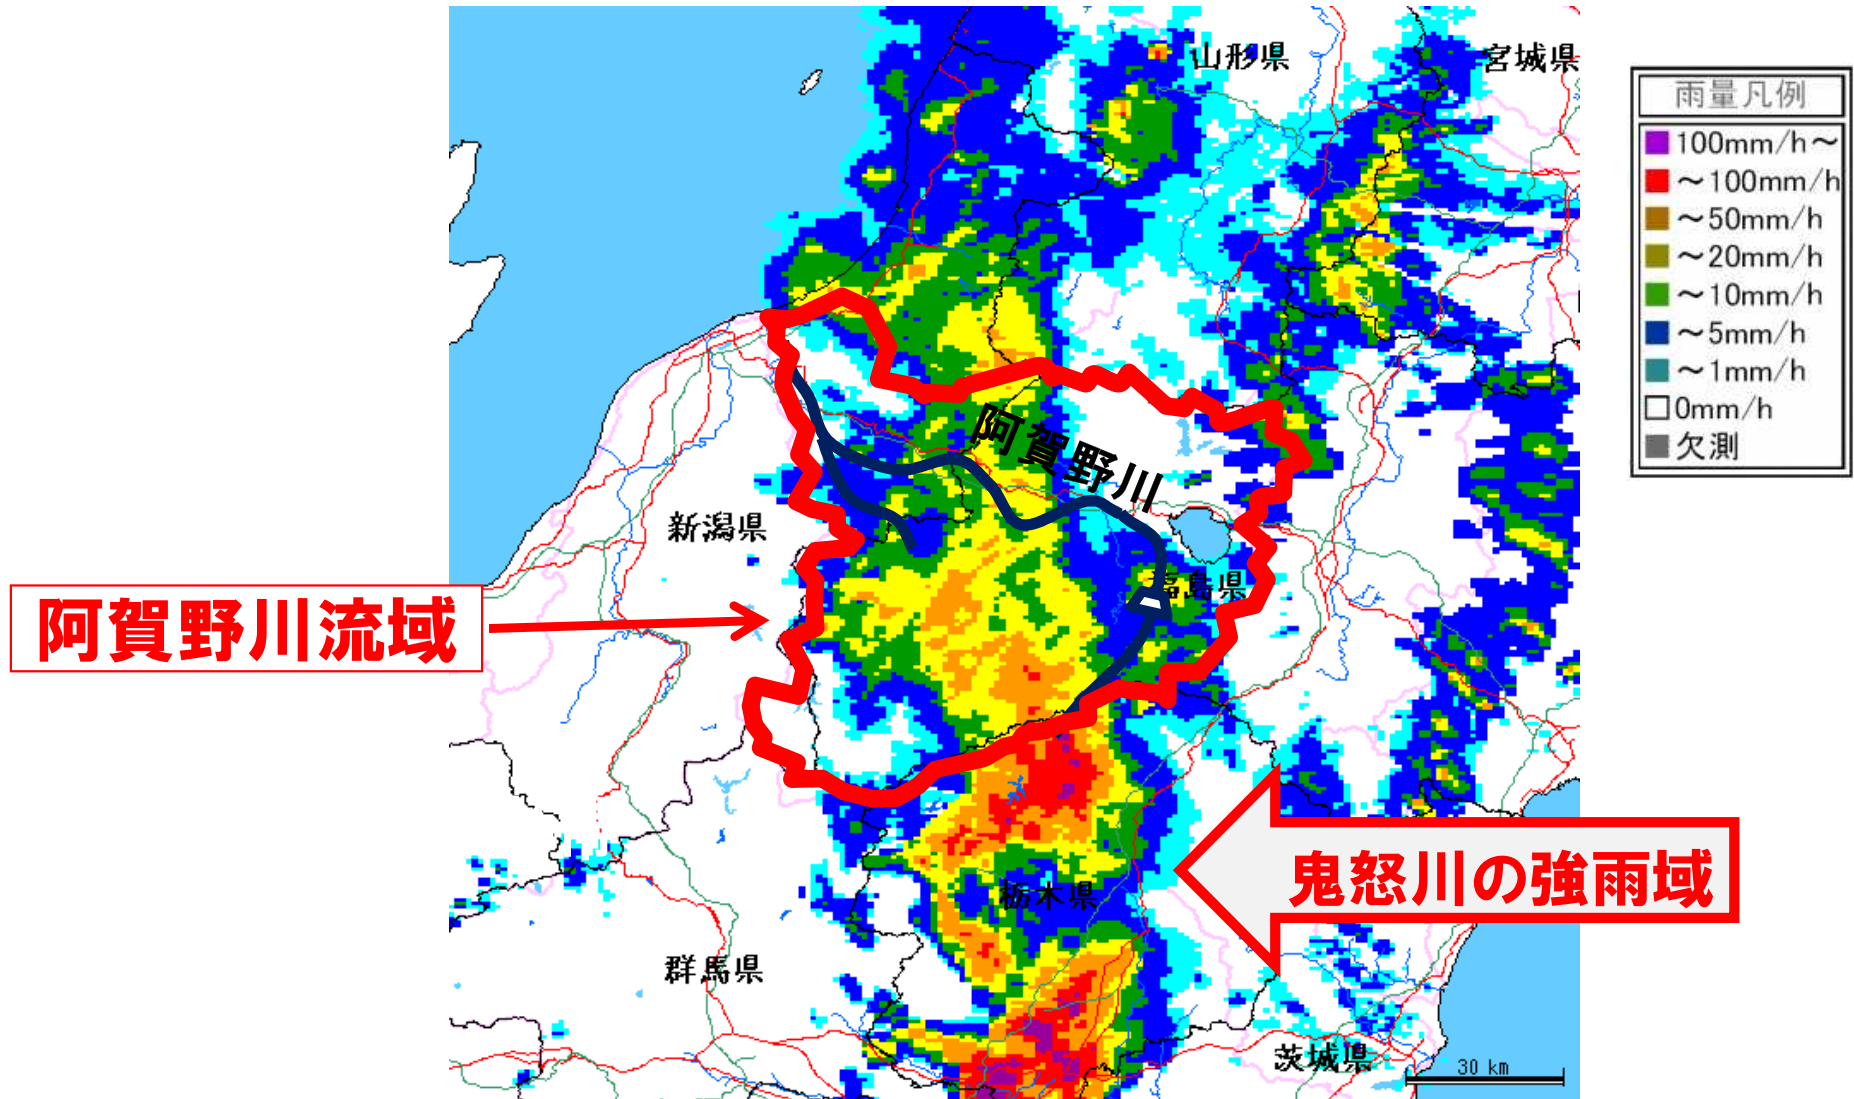 山形県
宮城県
雨量凡例
100mm/h～
～100mm/h
～50mm/h
～20mm/h
～10mm/h
～5mm/h
～1mm/h
0mm/h
欠測
阿賀野川
新潟県
福島県
阿賀野川流域
鬼怒川の強雨域
栃木県
群馬県
茨城県
30 km